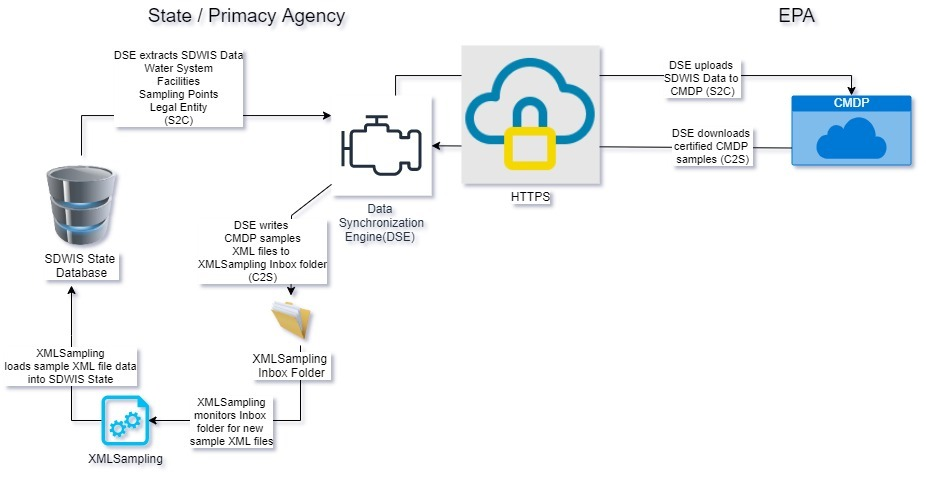 State / Primacy Agency
EPA
DSE extracts SDWIS Data
Water System
Facilities
Sampling Points
Legal Entity
(S2C)
DSE uploads
SDWIS Data to
CMDP (S2C)
CMDP
DSE downloads
certified CMDP
samples (C2S)
HTTPS
Data
Synchronization
Engine(DSE)
DSE writes
CMDP samples
XML files to
XMLSampling Inbox folder
(C2S)
SDWIS State
Database
XMLSampling
Inbox Folder
XMLSampling
loads sample XML file data
into SDWIS State
XMLSampling
monitors Inbox
folder for new
sample XML files
XMLSampling